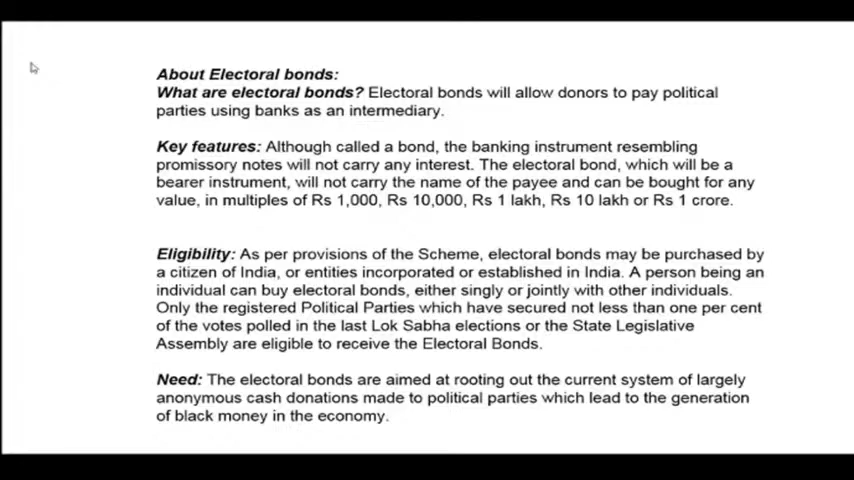 About Electoral bonds:
What are electoral bonds? Electoral bonds will allow donors to pay political
parties using banks as an intermediary.
Key features: Although called a bond, the banking instrument resembling
promissory notes will not carry any interest. The electoral bond, which will be a
bearer instrument, will not carry the name of the payee and can be bought for any
value, in multiples of Rs 1,000, Rs 10,000, Rs 1 lakh, Rs 10 lakh or Rs 1 crore.
Eligibility: As per provisions of the Scheme, electoral bonds may be purchased by
a citizen of India, or entities incorporated or established in India. A person being an
individual can buy electoral bonds, either singly or jointly with other individuals.
Only the registered Political Parties which have secured not less than one per cent
of the votes polled in the last Lok Sabha elections or the State Legislative
Assembly are eligible to receive the Electoral Bonds.
Need: The electoral bonds are aimed at rooting out the current system of largely
anonymous cash donations made to political parties which lead to the generation
of black money in the economy.